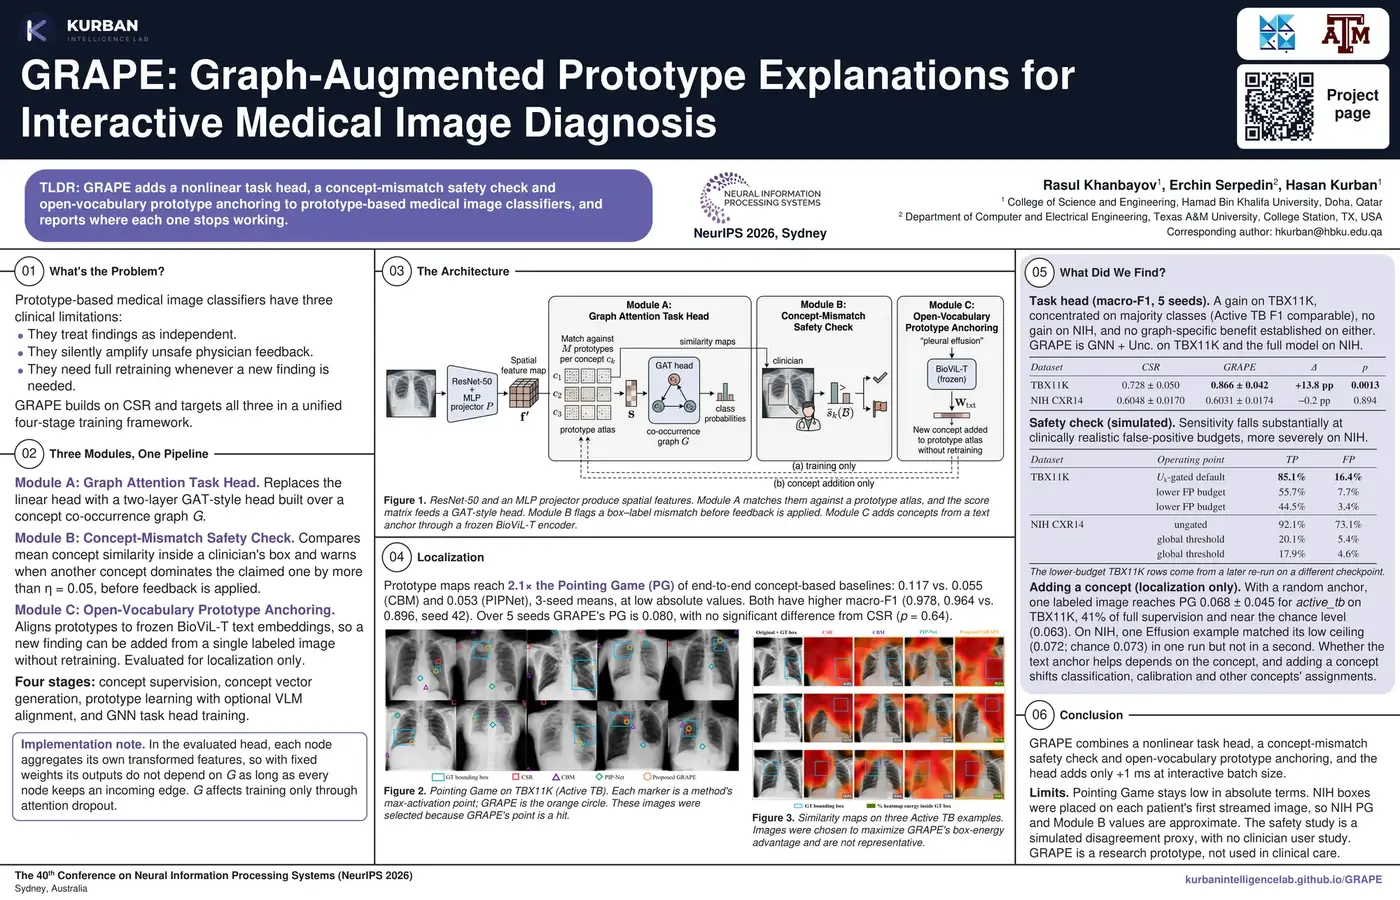 KURBAN
INTELLIGENCE LAB
GRAPE: Graph-Augmented Prototype Explanations for
Interactive Medical Image Diagnosis
ATM
Project
page
TLDR: GRAPE adds a nonlinear task head, a concept-mismatch safety check and
open-vocabulary prototype anchoring to prototype-based medical image classifiers, and
reports where each one stops working.
NEURAL INFORMATION
PROCESSING SYSTEMS
NeurIPS 2026, Sydney
Rasul Khanbayov¹, Erchin Serpedin², Hasan Kurban¹
¹ College of Science and Engineering, Hamad Bin Khalifa University, Doha, Qatar
² Department of Computer and Electrical Engineering, Texas A&M University, College Station, TX, USA
Corresponding author: hkurban@hbku.edu.qa
01 What's the Problem?
Prototype-based medical image classifiers have three
clinical limitations:
• They treat findings as independent.
• They silently amplify unsafe physician feedback.
• They need full retraining whenever a new finding is
needed.
GRAPE builds on CSR and targets all three in a unified
four-stage training framework.
02 Three Modules, One Pipeline
Module A: Graph Attention Task Head. Replaces the
linear head with a two-layer GAT-style head built over a
concept co-occurrence graph G.
Module B: Concept-Mismatch Safety Check. Compares
mean concept similarity inside a clinician's box and warns
when another concept dominates the claimed one by more
than η = 0.05, before feedback is applied.
Module C: Open-Vocabulary Prototype Anchoring.
Aligns prototypes to frozen BioViL-T text embeddings, so a
new finding can be added from a single labeled image
without retraining. Evaluated for localization only.
Four stages: concept supervision, concept vector
generation, prototype learning with optional VLM
alignment, and GNN task head training.
Implementation note. In the evaluated head, each node
aggregates its own transformed features, so with fixed
weights its outputs do not depend on G as long as every
node keeps an incoming edge. G affects training only through
attention dropout.
03 The Architecture
ResNet-50
+
MLP
projector P
Spatial
feature map
f′
Module A:
Graph Attention Task Head
Match against
M prototypes
per concept cₖ
similarity maps
c₁
c₂
c₃
prototype atlas
S
GAT head
c₁
c₂
c₃
co-occurrence
graph G
class
probabilities
Module B:
Concept-Mismatch
Safety Check
clinician
>
s̄ₖ(B)
Module C:
Open-Vocabulary
Prototype Anchoring
“pleural effusion”
BioViL-T
(frozen)
Wtxt
New concept added
to prototype atlas
without retraining
(a) training only
(b) concept addition only
Figure 1. ResNet-50 and an MLP projector produce spatial features. Module A matches them against a prototype atlas, and the score
matrix feeds a GAT-style head. Module B flags a box–label mismatch before feedback is applied. Module C adds concepts from a text
anchor through a frozen BioViL-T encoder.
04 Localization
Prototype maps reach 2.1× the Pointing Game (PG) of end-to-end concept-based baselines: 0.117 vs. 0.055
(CBM) and 0.053 (PIPNet), 3-seed means, at low absolute values. Both have higher macro-F1 (0.978, 0.964 vs.
0.896, seed 42). Over 5 seeds GRAPE's PG is 0.080, with no significant difference from CSR (p = 0.64).
GT bounding box CSR CBM PIP-Net Proposed GRAPE
Figure 2. Pointing Game on TBX11K (Active TB). Each marker is a method's
max-activation point; GRAPE is the orange circle. These images were
selected because GRAPE's point is a hit.
Original + GT box CSR CBM PIP-Net Proposed GRAPE
GT bounding box % heatmap energy inside GT box
Figure 3. Similarity maps on three Active TB examples.
Images were chosen to maximize GRAPE's box-energy
advantage and are not representative.
05 What Did We Find?
Task head (macro-F1, 5 seeds). A gain on TBX11K,
concentrated on majority classes (Active TB F1 comparable), no
gain on NIH, and no graph-specific benefit established on either.
GRAPE is GNN + Unc. on TBX11K and the full model on NIH.
Dataset CSR GRAPE Δ p
TBX11K 0.728 ± 0.050 0.866 ± 0.042 +13.8 pp 0.0013
NIH CXR14 0.6048 ± 0.0170 0.6031 ± 0.0174 −0.2 pp 0.894
Safety check (simulated). Sensitivity falls substantially at
clinically realistic false-positive budgets, more severely on NIH.
Dataset Operating point TP FP
TBX11K Uₖ-gated default 85.1% 16.4%
lower FP budget 55.7% 7.7%
lower FP budget 44.5% 3.4%
NIH CXR14 ungated 92.1% 73.1%
global threshold 20.1% 5.4%
global threshold 17.9% 4.6%
The lower-budget TBX11K rows come from a later re-run on a different checkpoint.
Adding a concept (localization only). With a random anchor,
one labeled image reaches PG 0.068 ± 0.045 for active_tb on
TBX11K, 41% of full supervision and near the chance level
(0.063). On NIH, one Effusion example matched its low ceiling
(0.072; chance 0.073) in one run but not in a second. Whether the
text anchor helps depends on the concept, and adding a concept
shifts classification, calibration and other concepts' assignments.
06 Conclusion
GRAPE combines a nonlinear task head, a concept-mismatch
safety check and open-vocabulary prototype anchoring, and the
head adds only +1 ms at interactive batch size.
Limits. Pointing Game stays low in absolute terms. NIH boxes
were placed on each patient's first streamed image, so NIH PG
and Module B values are approximate. The safety study is a
simulated disagreement proxy, with no clinician user study.
GRAPE is a research prototype, not used in clinical care.
The 40th Conference on Neural Information Processing Systems (NeurIPS 2026)
Sydney, Australia
kurbanintelligencelab.github.io/GRAPE